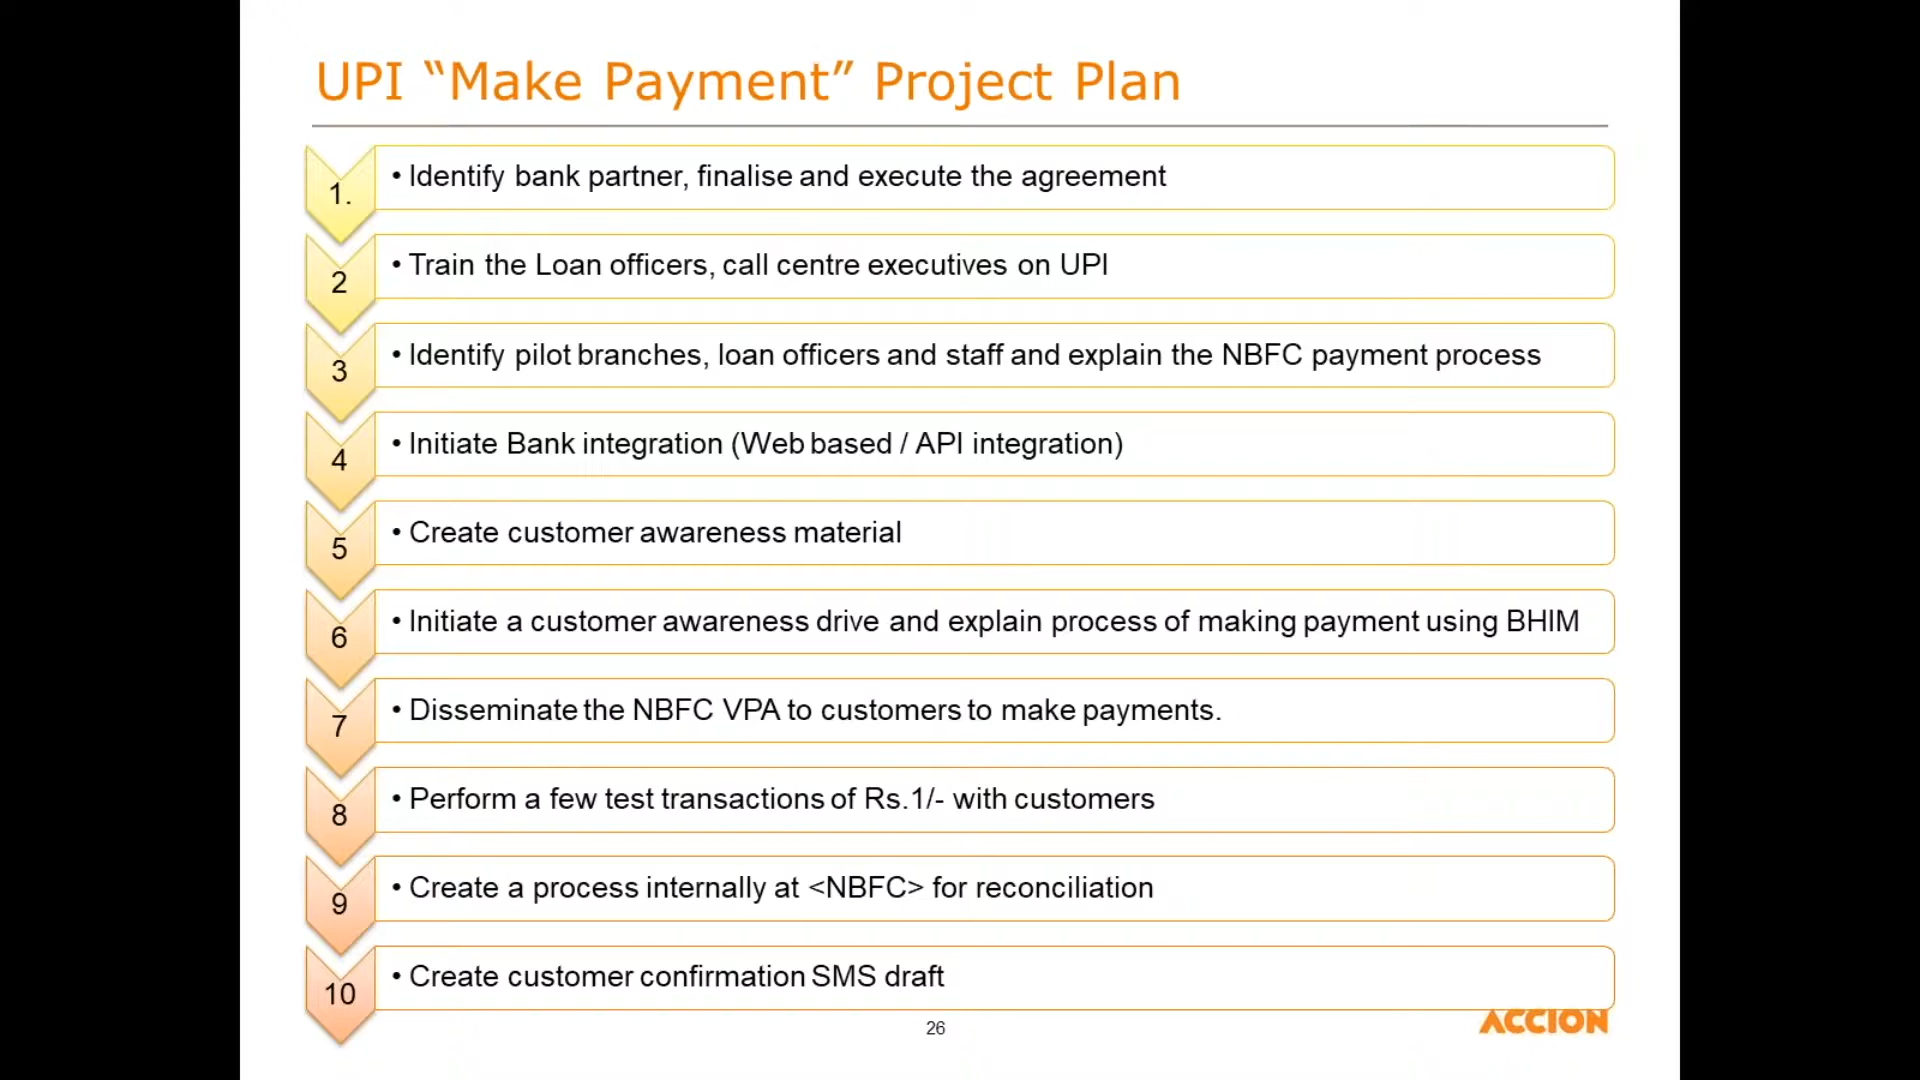 UPI “Make Payment” Project Plan
1.
• Identify bank partner, finalise and execute the agreement
2
• Train the Loan officers, call centre executives on UPI
3
• Identify pilot branches, loan officers and staff and explain the NBFC payment process
4
• Initiate Bank integration (Web based / API integration)
5
• Create customer awareness material
6
• Initiate a customer awareness drive and explain process of making payment using BHIM
7
• Disseminate the NBFC VPA to customers to make payments.
8
• Perform a few test transactions of Rs.1/- with customers
9
• Create a process internally at <NBFC> for reconciliation
10
• Create customer confirmation SMS draft
26
ACCION